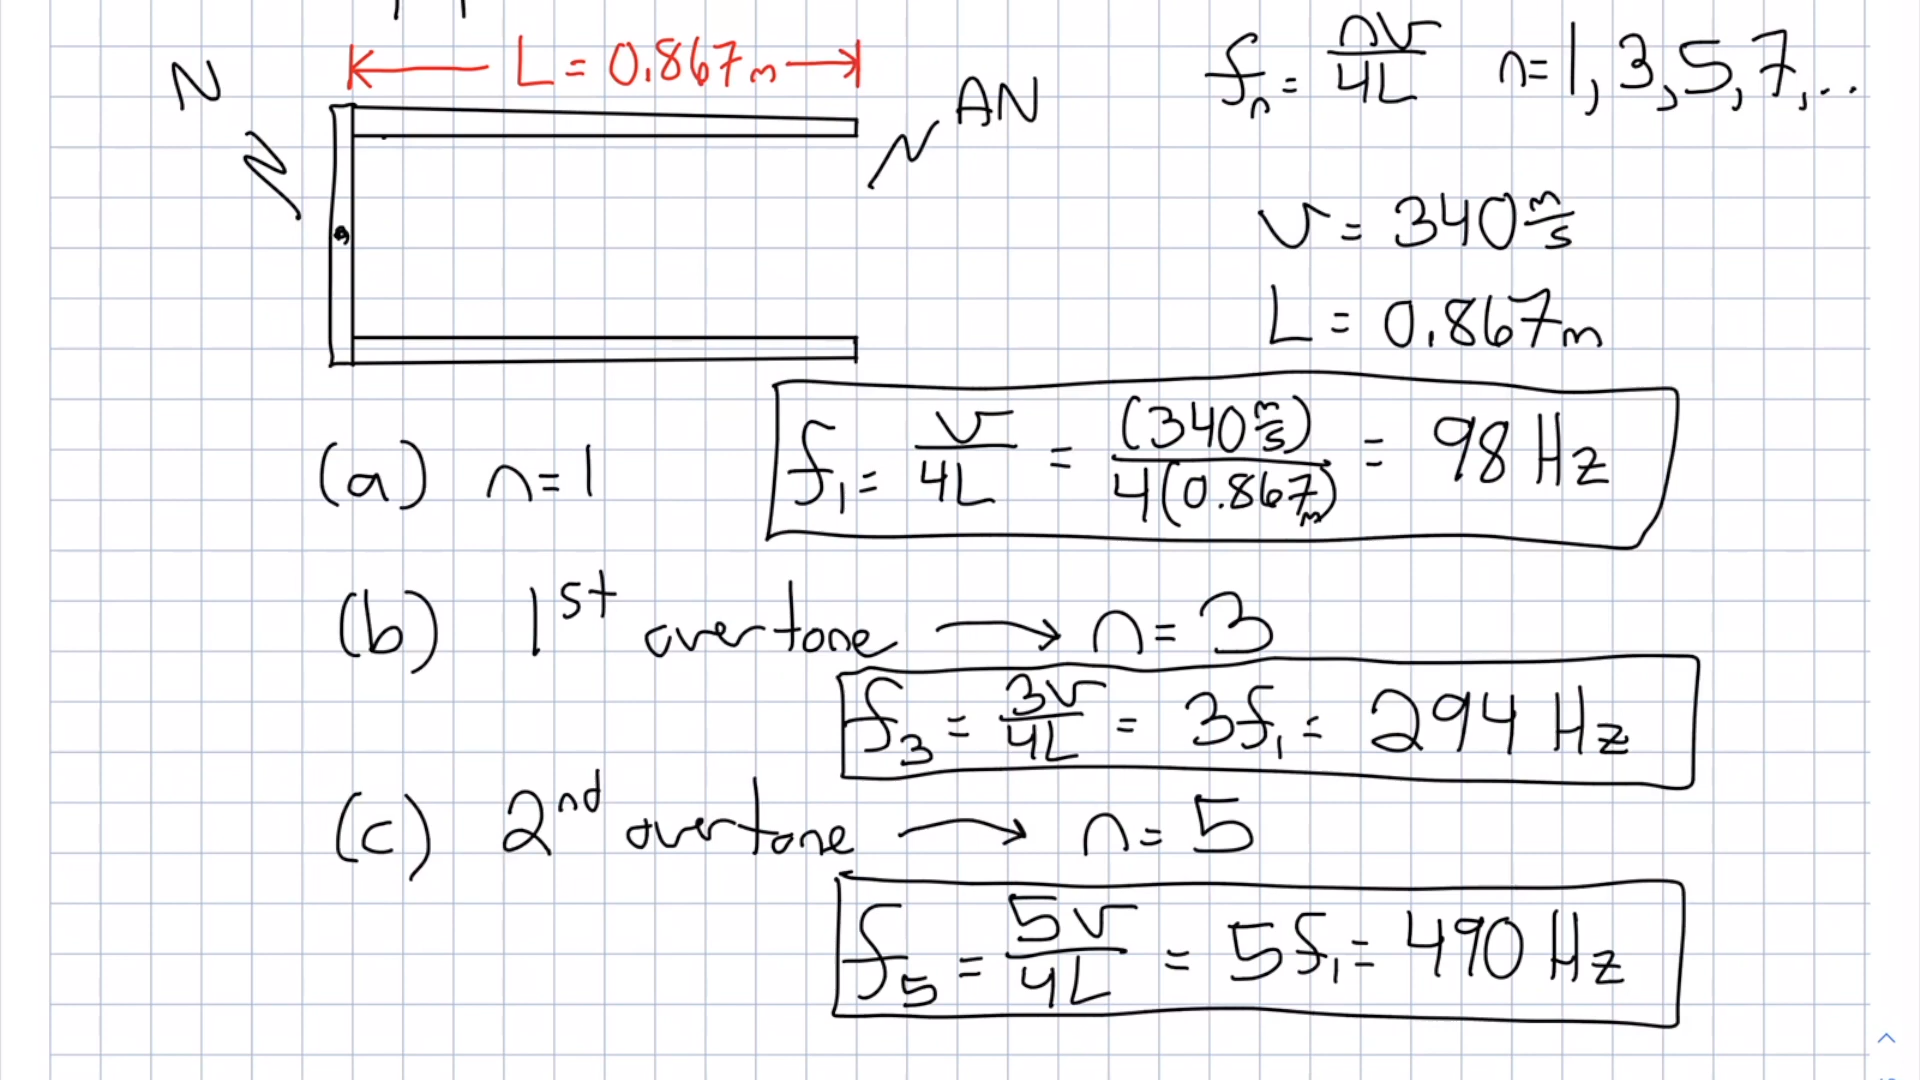 L = 0.867m
N
AN
fₙ = nv/4L n=1,3,5,7,...
v = 340 m/s
L = 0.867m
(a) n=1
f₁ = v/4L = (340 m/s)/4(0.867m) = 98 Hz
(b) 1st overtone → n=3
f₃ = 3v/4L = 3f₁ = 294 Hz
(c) 2nd overtone → n=5
f₅ = 5v/4L = 5f₁ = 490 Hz